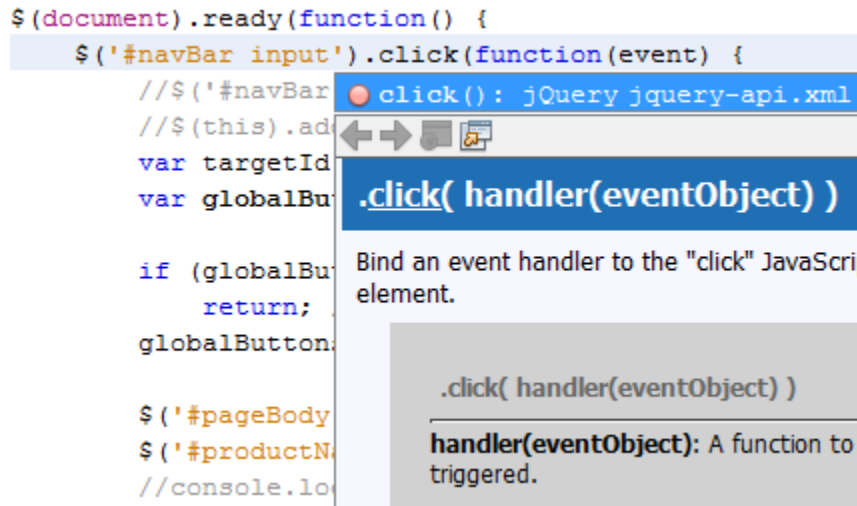 $(document).ready(function() {
$('#navBar input').click(function(event) {
//$('#navBar
click(): jQuery jquery-api.xml
//$(this).add
var targetId
var globalBu
.click( handler(eventObject) )
if (globalBu
Bind an event handler to the "click" JavaScri
return;
element.
globalButton
.click( handler(eventObject) )
$('#pageBody
$('#productNa
handler(eventObject): A function to
//console.lo
triggered.